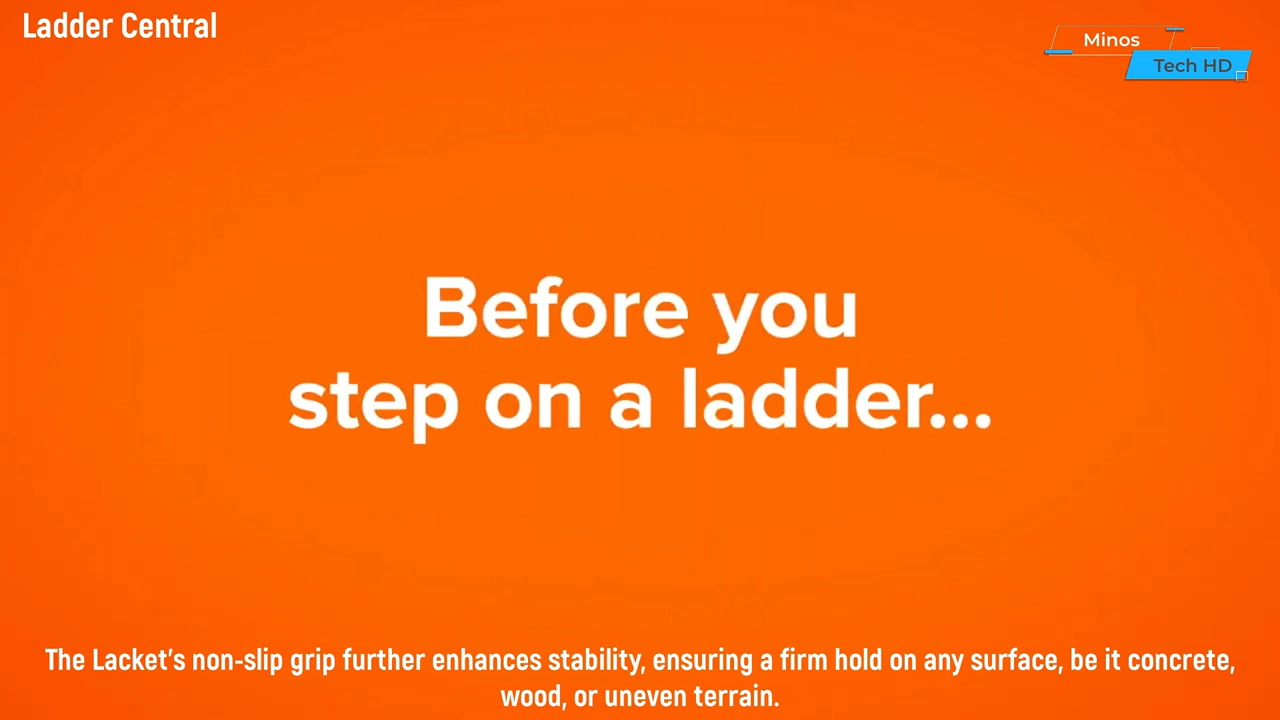 Ladder Central
Minos
Tech HD
Before you
step on a ladder...
The Lacket's non-slip grip further enhances stability, ensuring a firm hold on any surface, be it concrete,
wood, or uneven terrain.